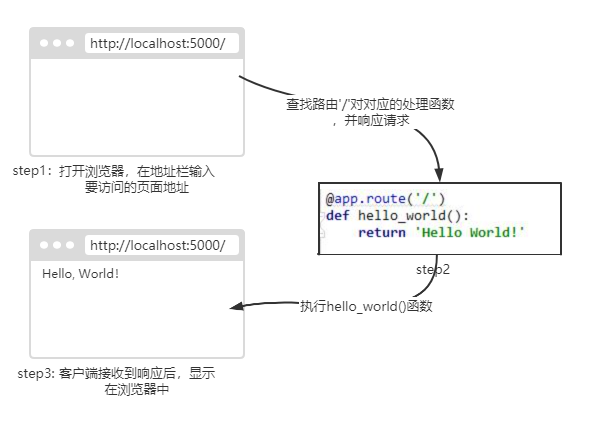 http://localhost:5000/
查找路由'/'对对应的处理函数
，并响应请求
step1：打开浏览器，在地址栏输入
要访问的页面地址
@app.route('/')
def hello_world():
    return 'Hello World!'
step2
http://localhost:5000/
Hello, World!
执行hello_world()函数
step3: 客户端接收到响应后，显示
在浏览器中